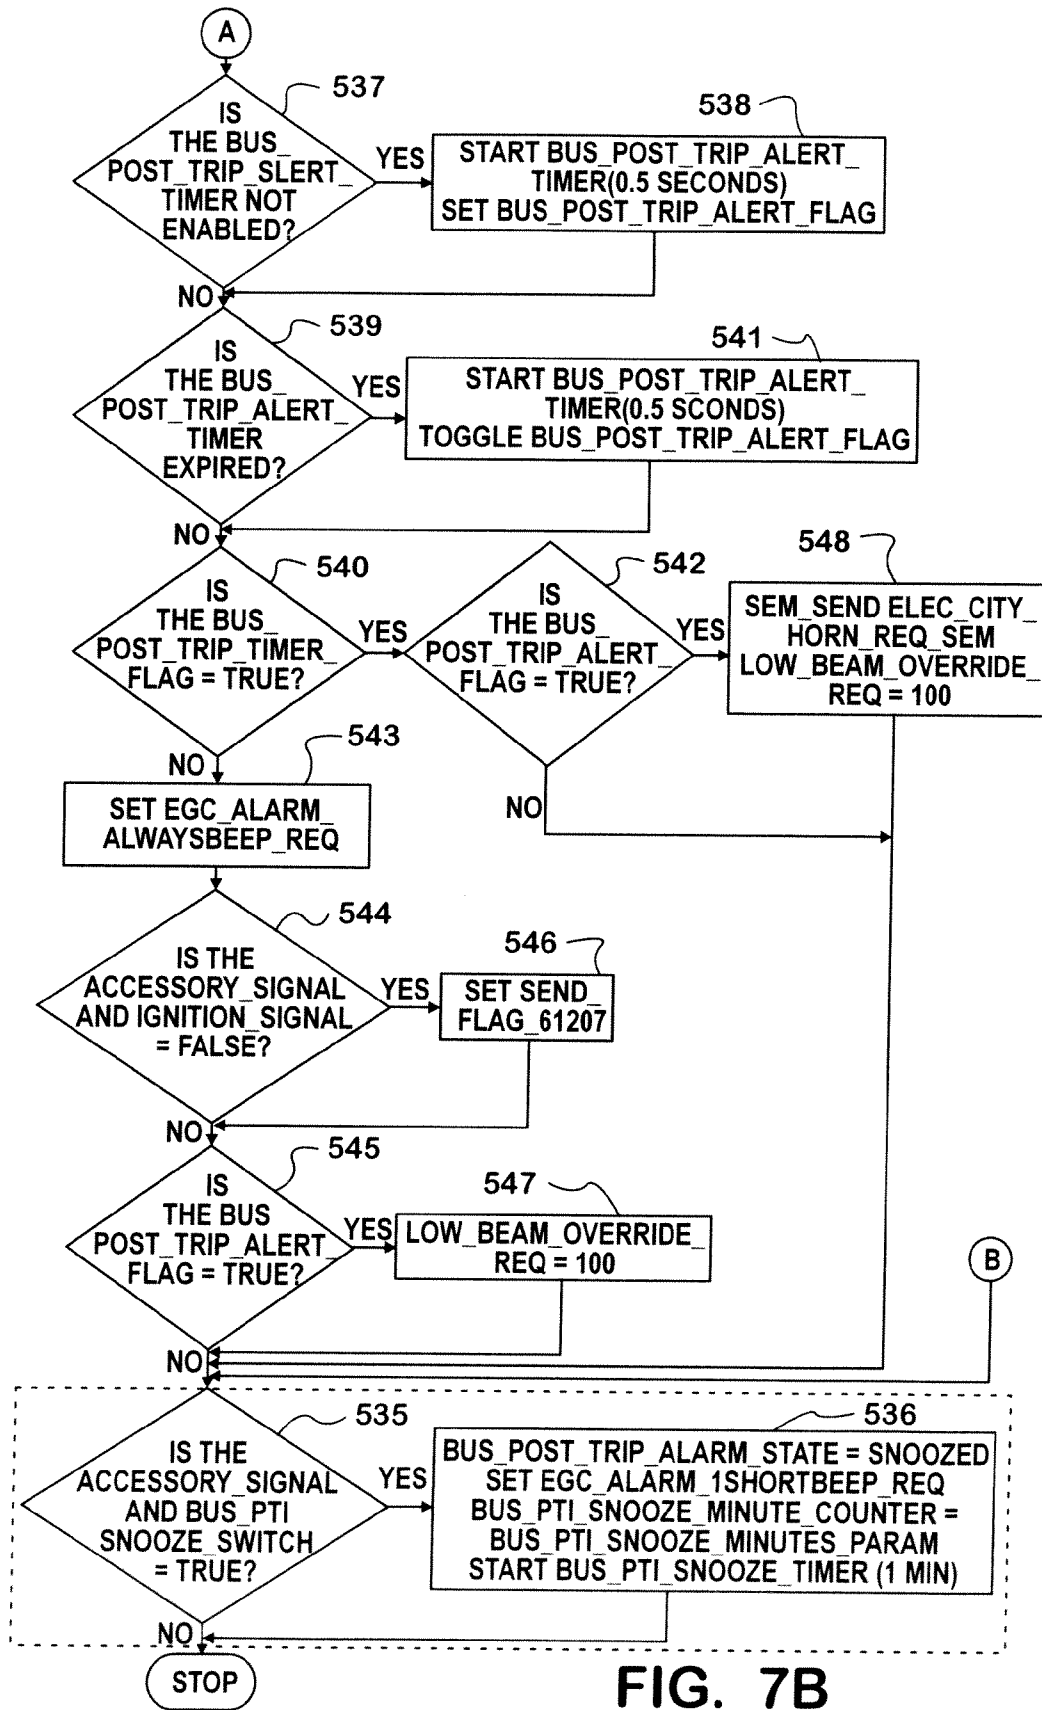 A
537
IS
THE BUS_
POST_TRIP_SLERT_
TIMER NOT
ENABLED?
YES
538
START BUS_POST_TRIP_ALERT_
TIMER(0.5 SECONDS)
SET BUS_POST_TRIP_ALERT_FLAG
NO
539
IS
THE BUS_
POST_TRIP_ALERT_
TIMER
EXPIRED?
YES
541
START BUS_POST_TRIP_ALERT_
TIMER(0.5 SCONDS)
TOGGLE BUS_POST_TRIP_ALERT_FLAG
NO
540
IS
THE BUS_
POST_TRIP_TIMER_
FLAG = TRUE?
YES
542
IS
THE BUS_
POST_TRIP_ALERT_
FLAG = TRUE?
YES
548
SEM_SEND ELEC_CITY_
HORN_REQ_SEM
LOW_BEAM_OVERRIDE_
REQ = 100
NO
NO
543
SET EGC_ALARM_
ALWAYSBEEP_REQ
544
IS THE
ACCESSORY_SIGNAL
AND IGNITION_SIGNAL
= FALSE?
YES
546
SET SEND_
FLAG_61207
NO
545
IS
THE BUS
POST_TRIP_ALERT_
FLAG = TRUE?
YES
547
LOW_BEAM_OVERRIDE_
REQ = 100
B
NO
535
IS THE
ACCESSORY_SIGNAL
AND BUS_PTI
SNOOZE_SWITCH
= TRUE?
YES
536
BUS_POST_TRIP_ALARM_STATE = SNOOZED
SET EGC_ALARM_1SHORTBEEP_REQ
BUS_PTI_SNOOZE_MINUTE_COUNTER =
BUS_PTI_SNOOZE_MINUTES_PARAM
START BUS_PTI_SNOOZE_TIMER (1 MIN)
NO
STOP
FIG. 7B